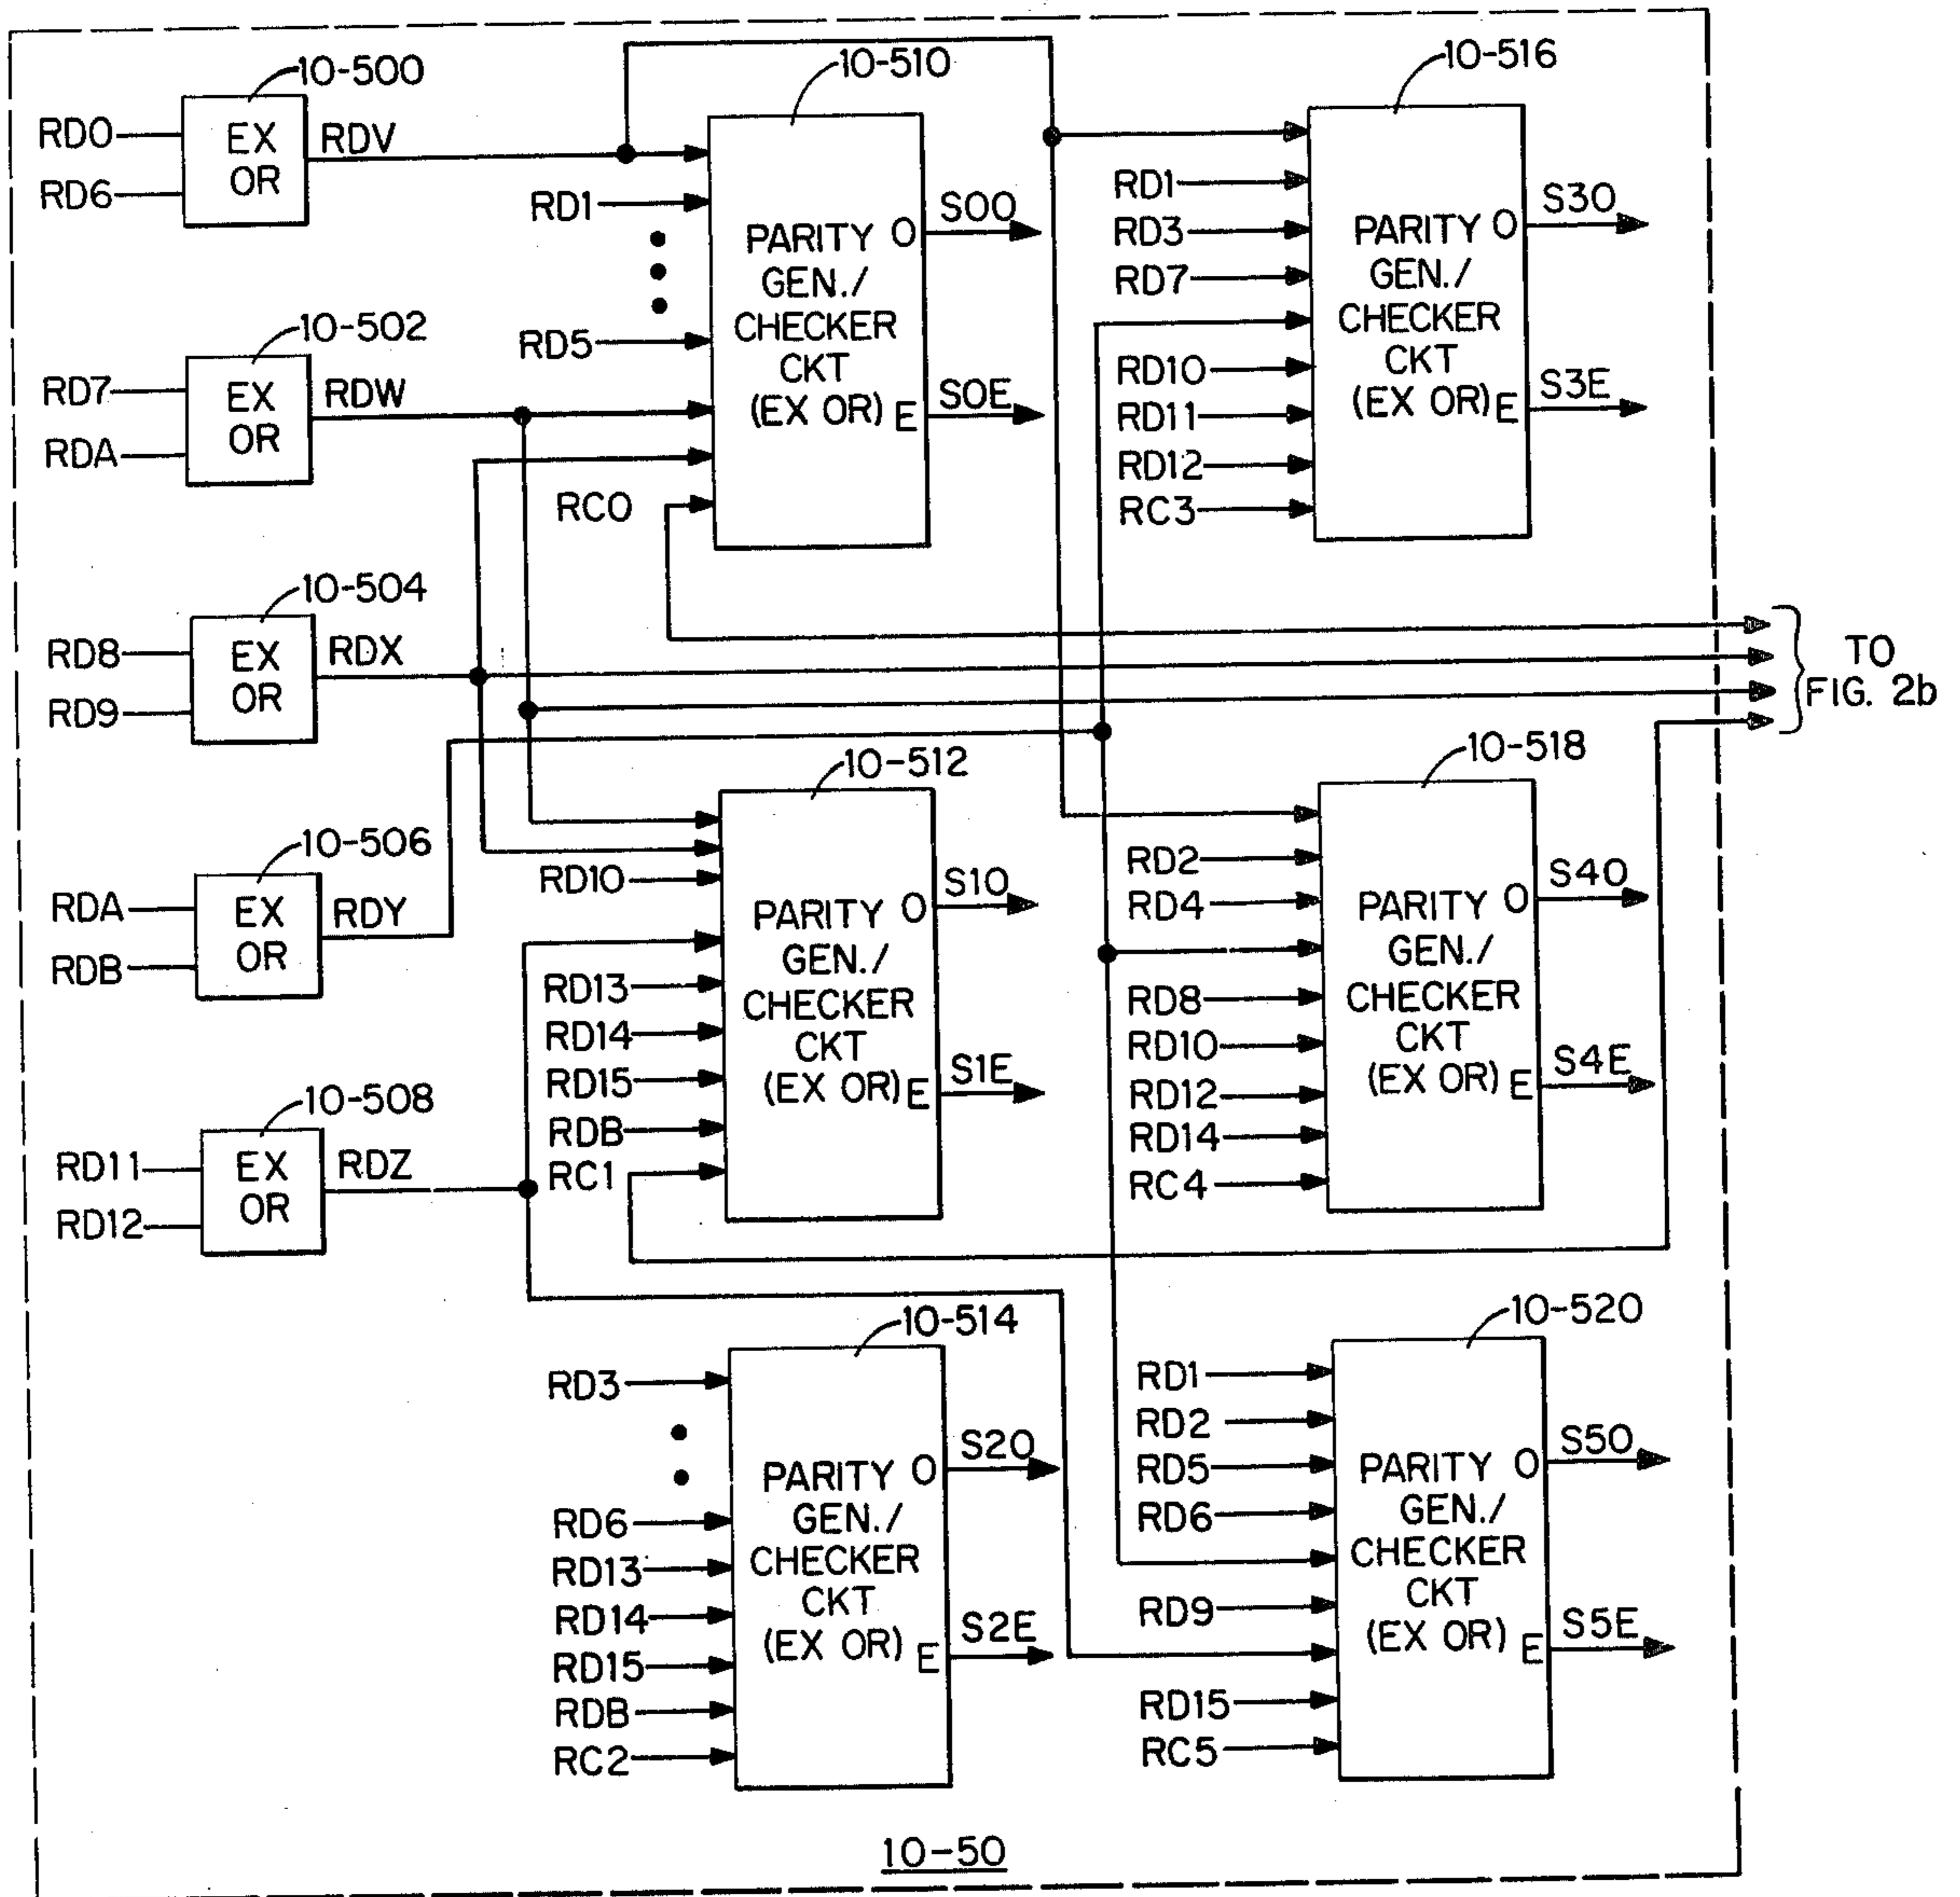 10-500
RD0
RD6
EX
OR
RDV
10-502
RD7
RDA
EX
OR
RDW
10-504
RD8
RD9
EX
OR
RDX
10-506
RDA
RDB
EX
OR
RDY
10-508
RD11
RD12
EX
OR
RDZ
10-510
RD1
RD5
RC0
PARITY O
GEN./
CHECKER
CKT
(EX OR) E
S00
S0E
10-512
RD10
RD13
RD14
RD15
RDB
RC1
PARITY O
GEN./
CHECKER
CKT
(EX OR) E
S10
S1E
10-514
RD3
RD6
RD13
RD14
RD15
RDB
RC2
PARITY O
GEN./
CHECKER
CKT
(EX OR) E
S20
S2E
10-516
RD1
RD3
RD7
RD10
RD11
RD12
RC3
PARITY O
GEN./
CHECKER
CKT
(EX OR) E
S30
S3E
TO
FIG. 2b
10-518
RD2
RD4
RD8
RD10
RD12
RD14
RC4
PARITY O
GEN./
CHECKER
CKT
(EX OR) E
S40
S4E
10-520
RD1
RD2
RD5
RD6
RD9
RD15
RC5
PARITY O
GEN./
CHECKER
CKT
(EX OR) E
S50
S5E
10-50